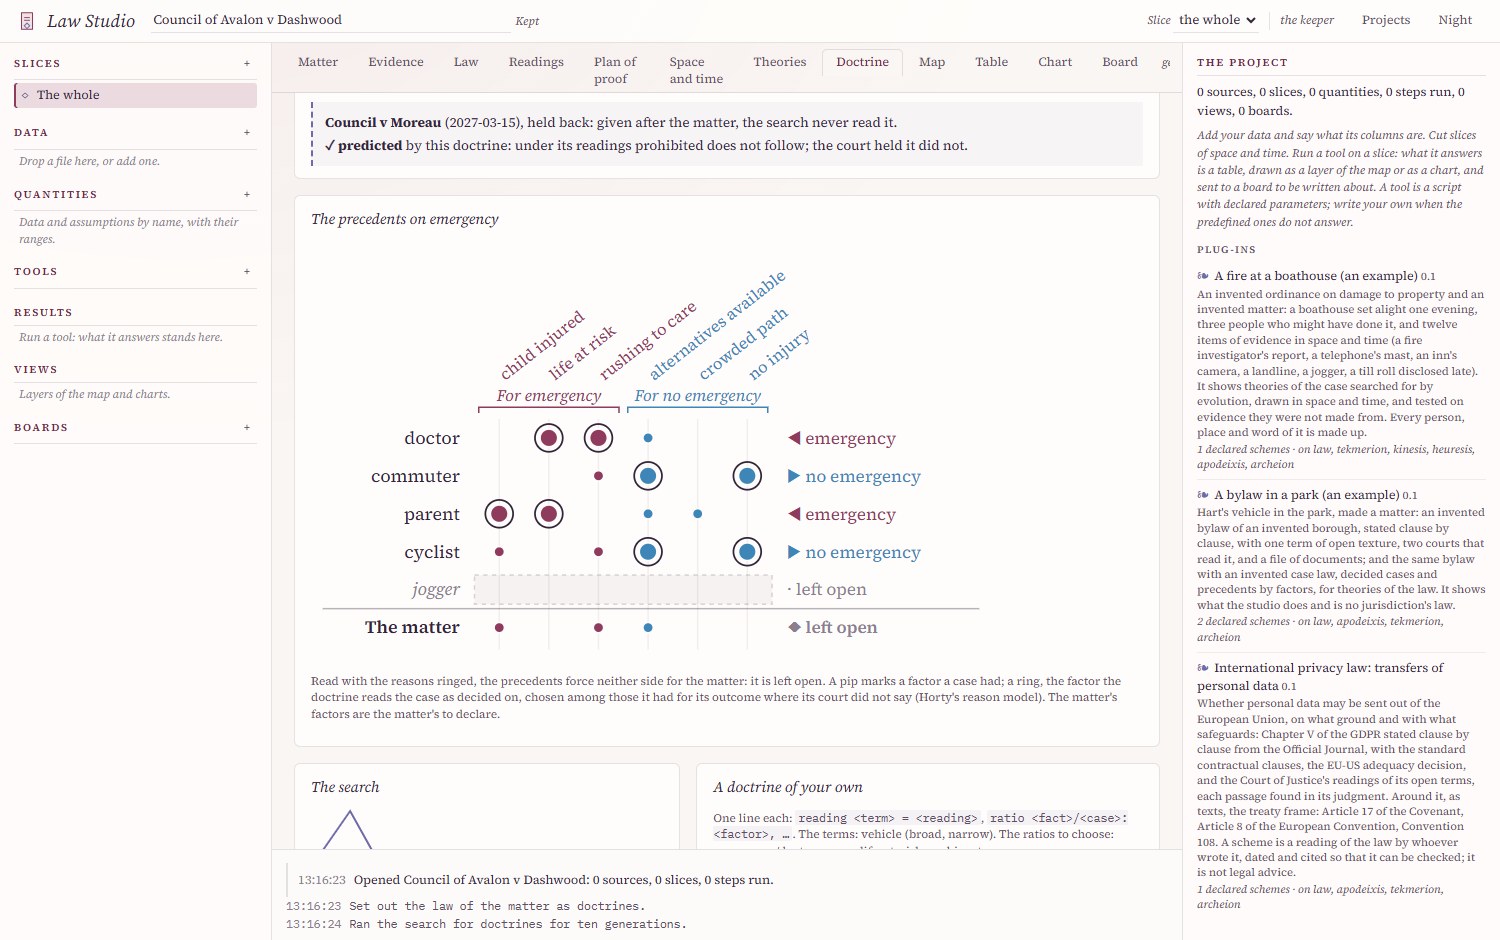 Law Studio
Council of Avalon v Dashwood
Kept
Slice the whole
the keeper
Projects
Night
SLICES +
The whole
DATA +
Drop a file here, or add one.
QUANTITIES +
Data and assumptions by name, with their
ranges.
TOOLS +
RESULTS
Run a tool: what it answers stands here.
VIEWS
Layers of the map and charts.
BOARDS +
Matter
Evidence
Law
Readings
Plan of
proof
Space
and time
Theories
Doctrine
Map
Table
Chart
Board
Council v Moreau (2027-03-15), held back: given after the matter, the search never read it.
✓ predicted by this doctrine: under its readings prohibited does not follow; the court held it did not.
The precedents on emergency
child injured
life at risk
rushing to care
alternatives available
crowded path
no injury
For emergency
For no emergency
doctor ◀ emergency
commuter ▶ no emergency
parent ◀ emergency
cyclist ▶ no emergency
jogger · left open
The matter ◆ left open
Read with the reasons ringed, the precedents force neither side for the matter: it is left open. A pip marks a factor a case had; a ring, the factor the
doctrine reads the case as decided on, chosen among those it had for its outcome where its court did not say (Horty's reason model). The matter's
factors are the matter's to declare.
The search
A doctrine of your own
One line each: reading <term> = <reading>, ratio <fact>/<case>:
<factor>, … . The terms: vehicle (broad, narrow). The ratios to choose:
13:16:23 Opened Council of Avalon v Dashwood: 0 sources, 0 slices, 0 steps run.
13:16:23 Set out the law of the matter as doctrines.
13:16:24 Ran the search for doctrines for ten generations.
THE PROJECT
0 sources, 0 slices, 0 quantities, 0 steps run, 0
views, 0 boards.
Add your data and say what its columns are. Cut slices
of space and time. Run a tool on a slice: what it answers
is a table, drawn as a layer of the map or as a chart, and
sent to a board to be written about. A tool is a script
with declared parameters; write your own when the
predefined ones do not answer.
PLUG-INS
A fire at a boathouse (an example) 0.1
An invented ordinance on damage to property and an
invented matter: a boathouse set alight one evening,
three people who might have done it, and twelve
items of evidence in space and time (a fire
investigator's report, a telephone's mast, an inn's
camera, a landline, a jogger, a till roll disclosed late).
It shows theories of the case searched for by
evolution, drawn in space and time, and tested on
evidence they were not made from. Every person,
place and word of it is made up.
1 declared schemes · on law, tekmerion, kinesis, heuresis,
apodeixis, archeion
A bylaw in a park (an example) 0.1
Hart's vehicle in the park, made a matter: an invented
bylaw of an invented borough, stated clause by
clause, with one term of open texture, two courts that
read it, and a file of documents; and the same bylaw
with an invented case law, decided cases and
precedents by factors, for theories of the law. It shows
what the studio does and is no jurisdiction's law.
2 declared schemes · on law, apodeixis, tekmerion,
archeion
International privacy law: transfers of
personal data 0.1
Whether personal data may be sent out of the
European Union, on what ground and with what
safeguards: Chapter V of the GDPR stated clause by
clause from the Official Journal, with the standard
contractual clauses, the EU-US adequacy decision,
and the Court of Justice's readings of its open terms,
each passage found in its judgment. Around it, as
texts, the treaty frame: Article 17 of the Covenant,
Article 8 of the European Convention, Convention
108. A scheme is a reading of the law by whoever
wrote it, dated and cited so that it can be checked; it
is not legal advice.
1 declared schemes · on law, apodeixis, tekmerion,
archeion